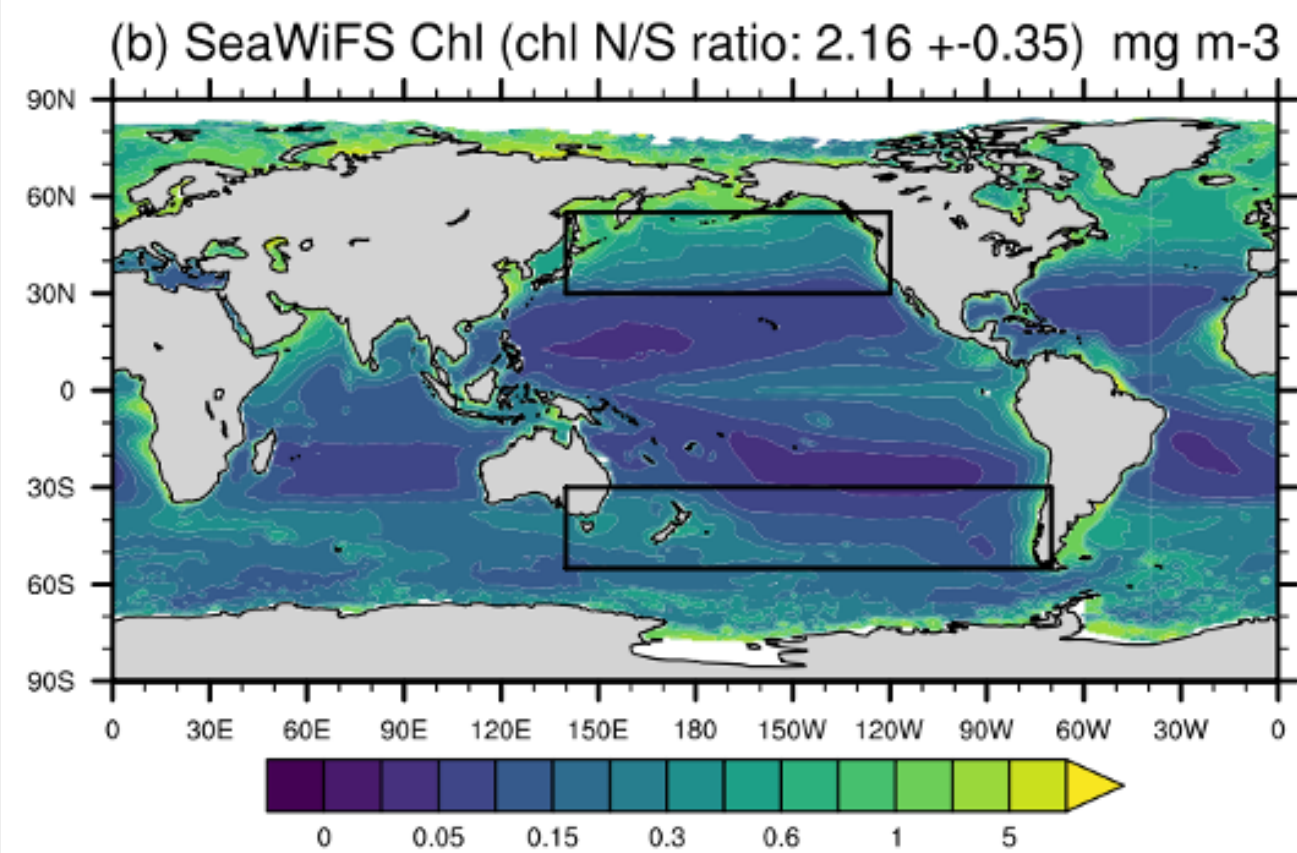 (b) SeaWiFS Chl (chl N/S ratio: 2.16 +-0.35) mg m-3
90N
60N
30N
0
30S
60S
90S
0 30E 60E 90E 120E 150E 180 150W 120W 90W 60W 30W 0
0 0.05 0.15 0.3 0.6 1 5